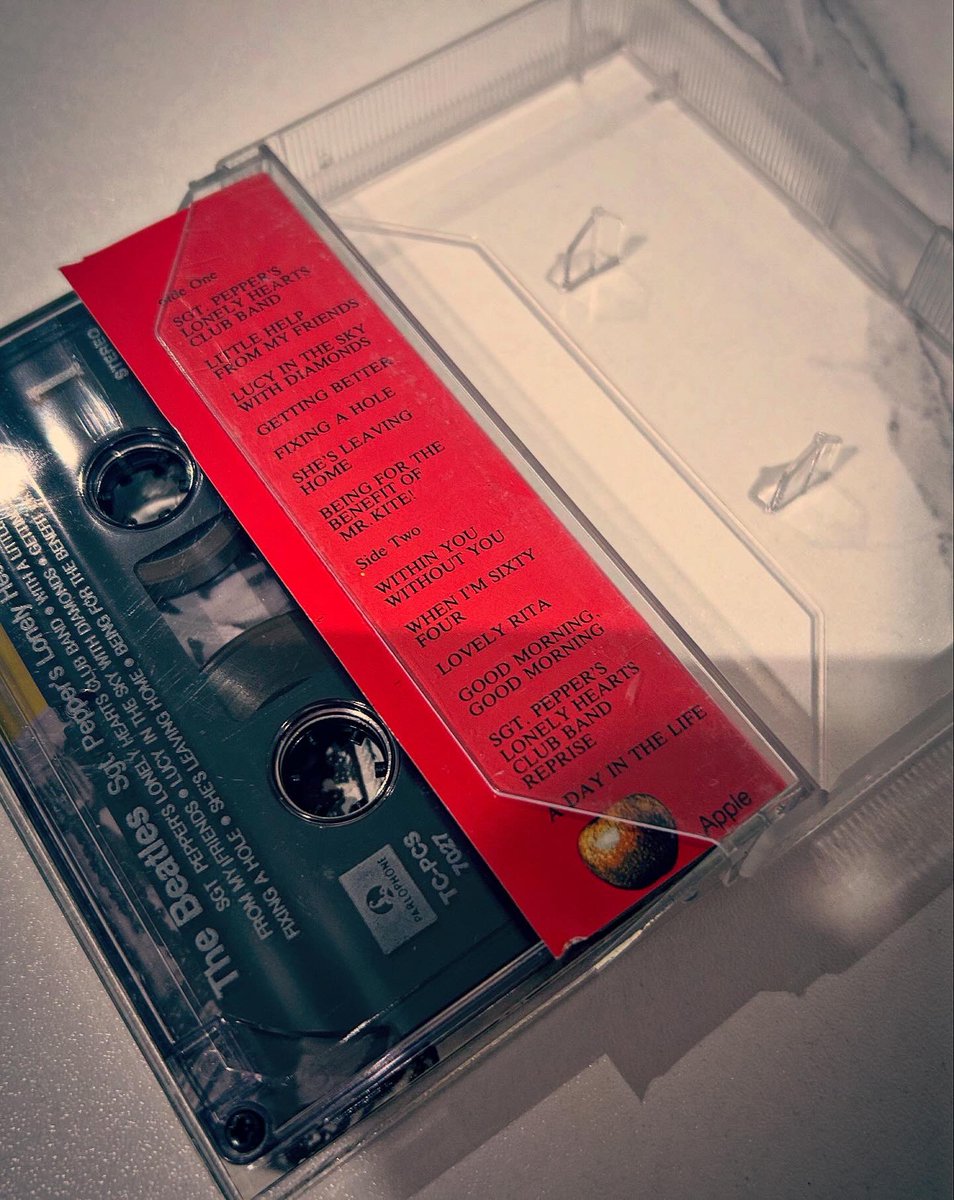 Side One
SGT. PEPPER'S
LONELY HEARTS
CLUB BAND
LITTLE HELP
FROM MY FRIENDS
LUCY IN THE SKY
WITH DIAMONDS
GETTING BETTER
FIXING A HOLE
SHE'S LEAVING
HOME
BEING FOR THE
BENEFIT OF
MR KITE!
Side Two
WITHIN YOU
WITHOUT YOU
WHEN I'M SIXTY
FOUR
LOVELY RITA
GOOD MORNING.
GOOD MORNING
SGT. PEPPER'S
LONELY HEARTS
CLUB BAND
REPRISE
A DAY IN THE LIFE
Apple
STEREO
1
The Beatles Sgt. Pepper's Lonely
SGT PEPPER'S LONELY HEARTS CLUB BAND • WITH A
FROM MY FRIENDS • LUCY IN THE SKY WITH DIAMONDS •
FIXING A HOLE • SHE'S LEAVING HOME • BEING FOR THE BENEFIT
PARLOPHONE
TC-PCS
7027